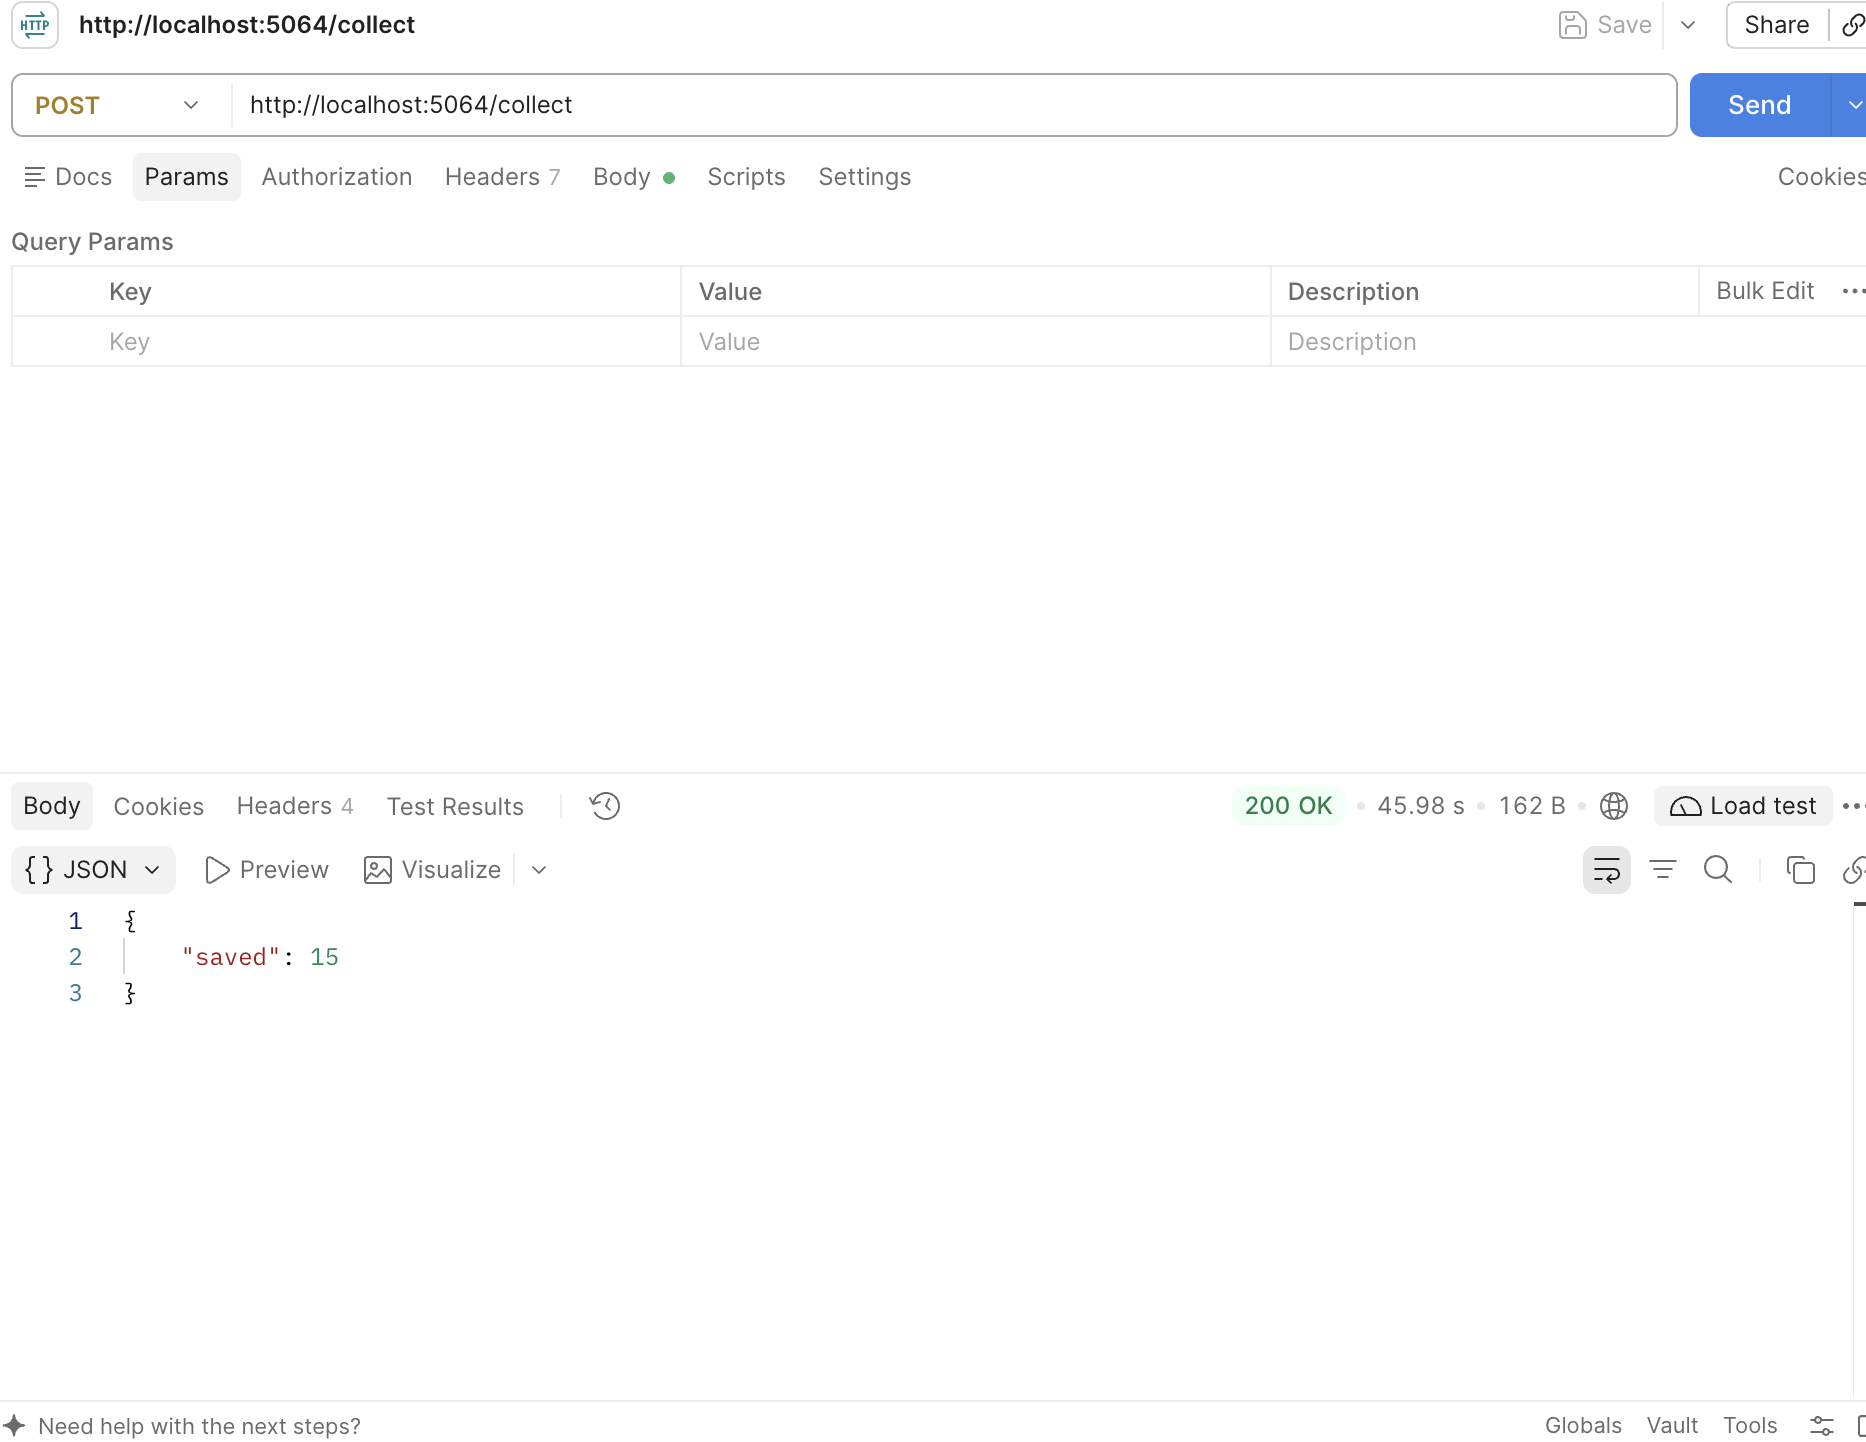 HTTP http://localhost:5064/collect Save Share
POST http://localhost:5064/collect Send
Docs Params Authorization Headers 7 Body Scripts Settings Cookies
Query Params
Key Value Description Bulk Edit
Key Value Description
Body Cookies Headers 4 Test Results 200 OK 45.98 s 162 B Load test
{} JSON Preview Visualize
1 {
2 "saved": 15
3 }
Need help with the next steps? Globals Vault Tools